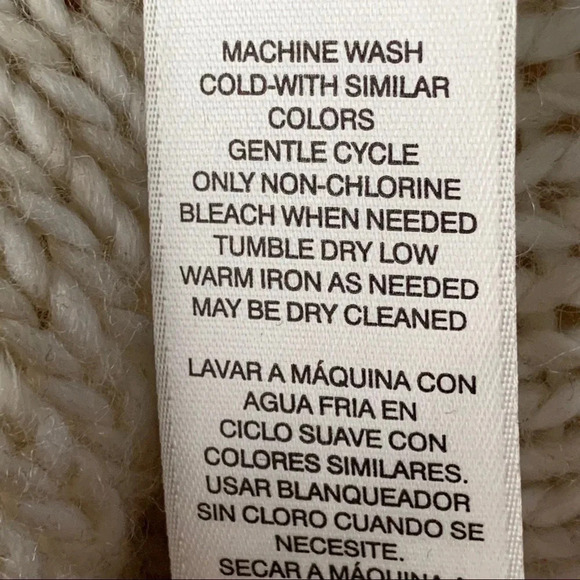 MACHINE WASH
COLD-WITH SIMILAR
COLORS
GENTLE CYCLE
ONLY NON-CHLORINE
BLEACH WHEN NEEDED
TUMBLE DRY LOW
WARM IRON AS NEEDED
MAY BE DRY CLEANED
LAVAR A MÁQUINA CON
AGUA FRIA EN
CICLO SUAVE CON
COLORES SIMILARES.
USAR BLANQUEADOR
SIN CLORO CUANDO SE
NECESITE.
SECAR A MÁQUINA